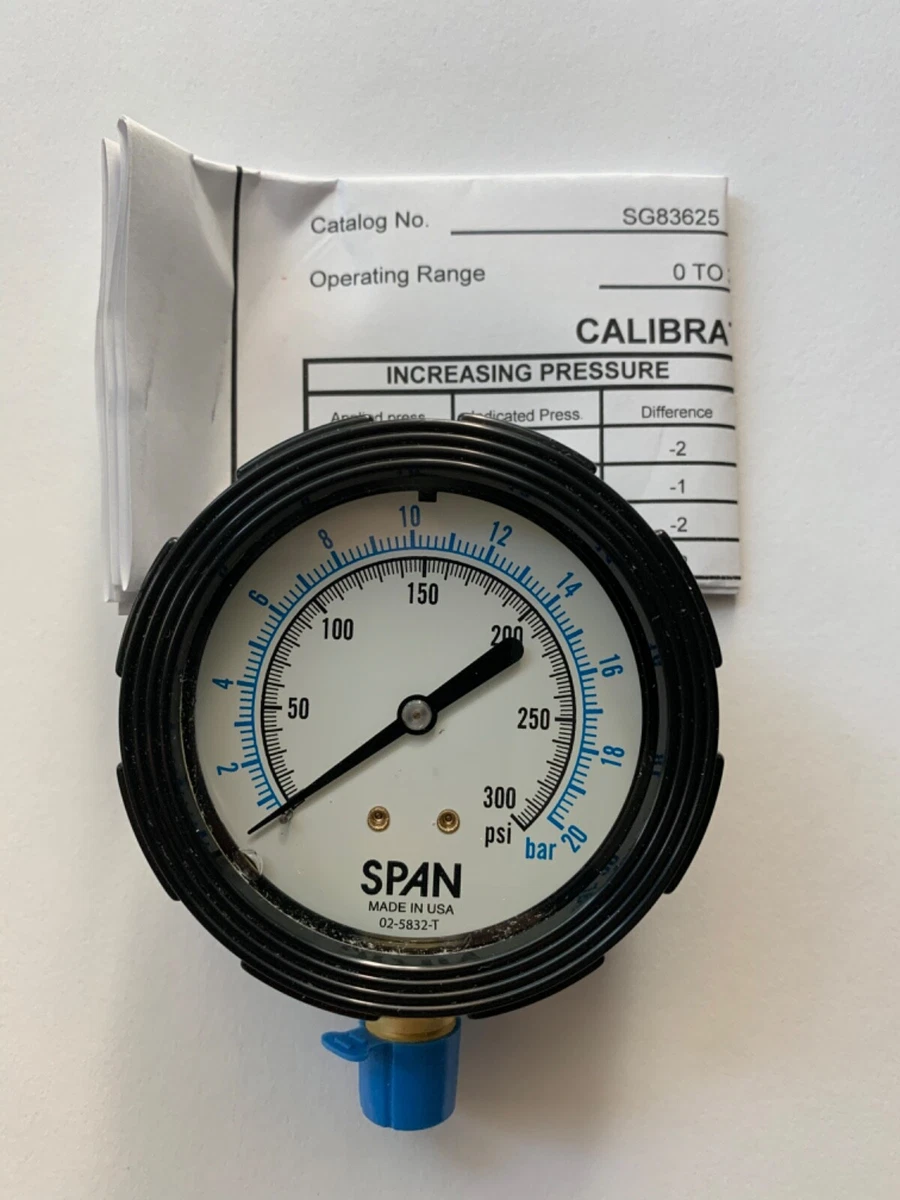 Catalog No. SG83625
Operating Range 0 TO
CALIBRA
INCREASING PRESSURE
Applied press. Indicated Press. Difference
-2
-1
-2
2 4 6 8 10 12 14 16 18 20
50 100 150 200 250 300
psi
bar
SPAN
MADE IN USA
02-5832-T